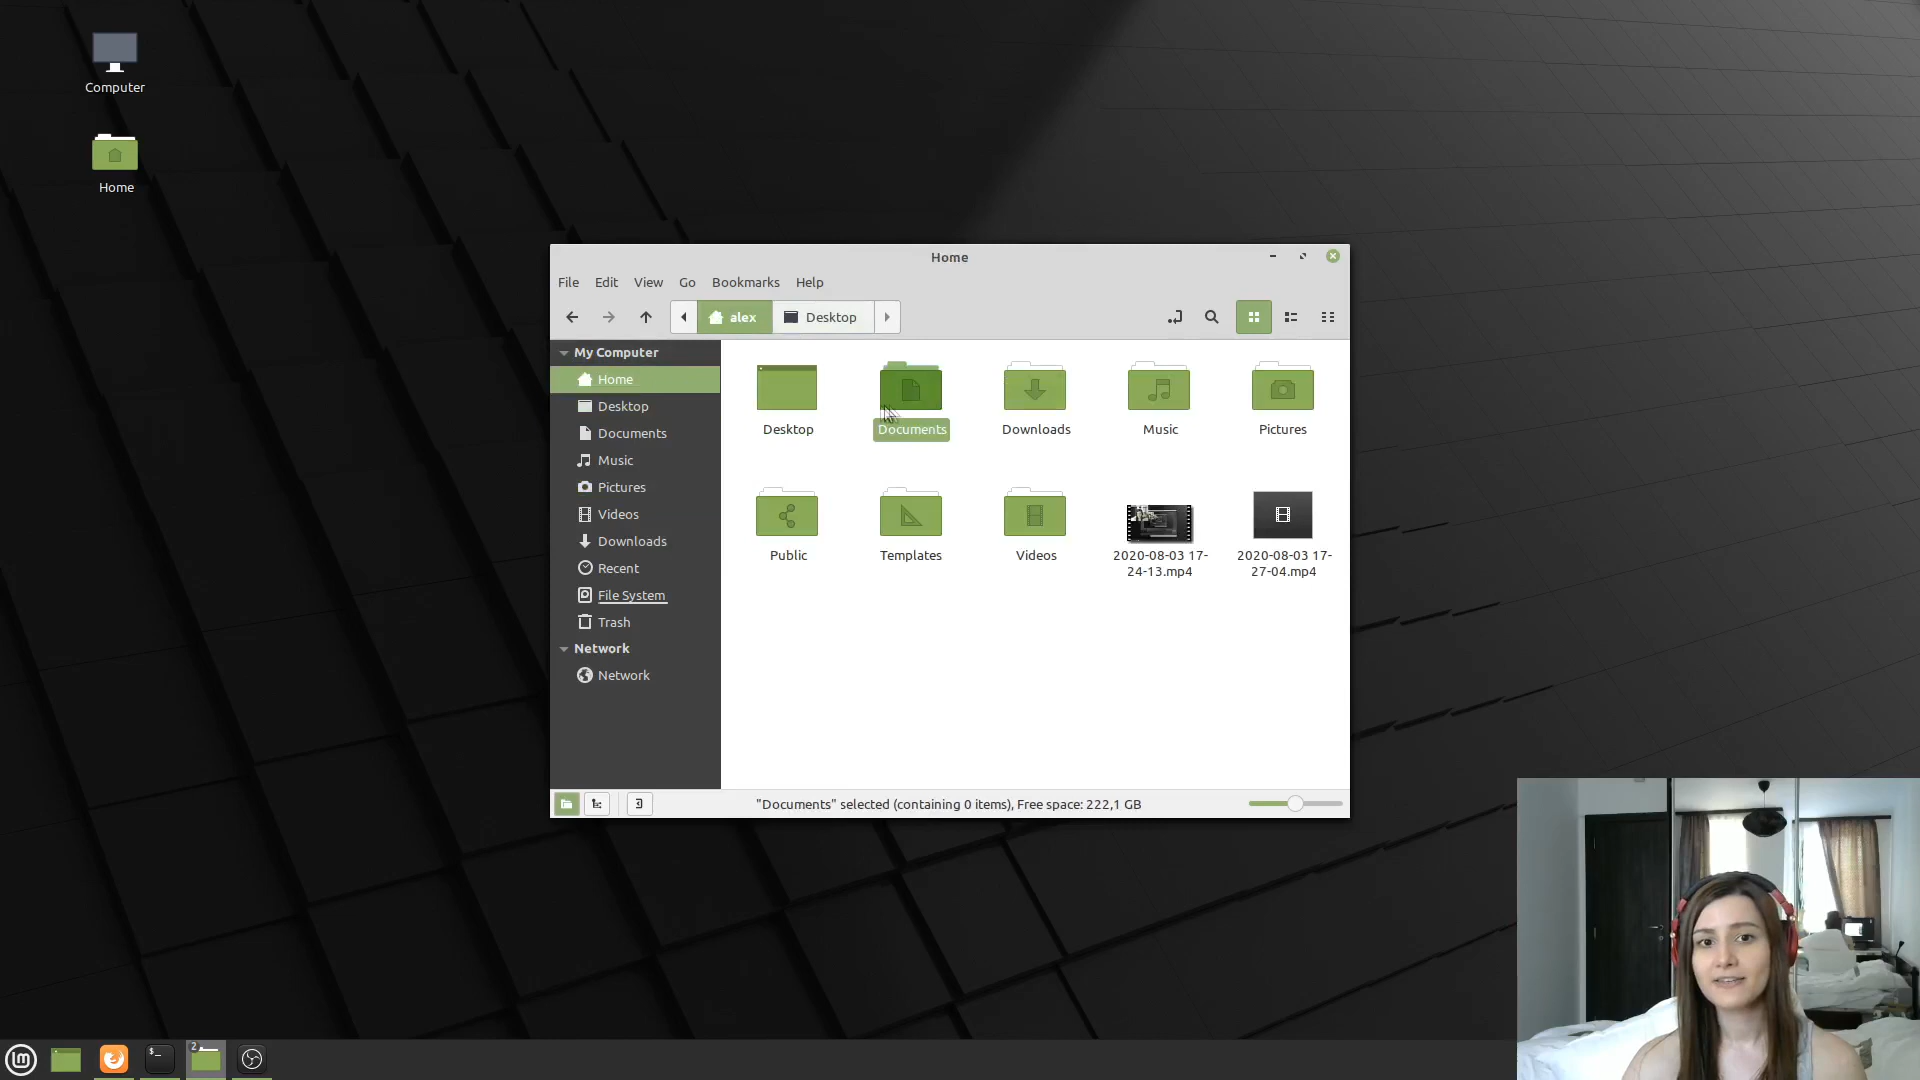 Computer
Home
Home
File Edit View Go Bookmarks Help
alex Desktop
My Computer
Home
Desktop
Documents
Music
Pictures
Videos
Downloads
Recent
File System
Trash
Network
Network
Desktop Documents Downloads Music Pictures
Public Templates Videos 2020-08-03 17- 2020-08-03 17-
24-13.mp4 27-04.mp4
"Documents" selected (containing 0 items), Free space: 222,1 GB
lm $_ 2